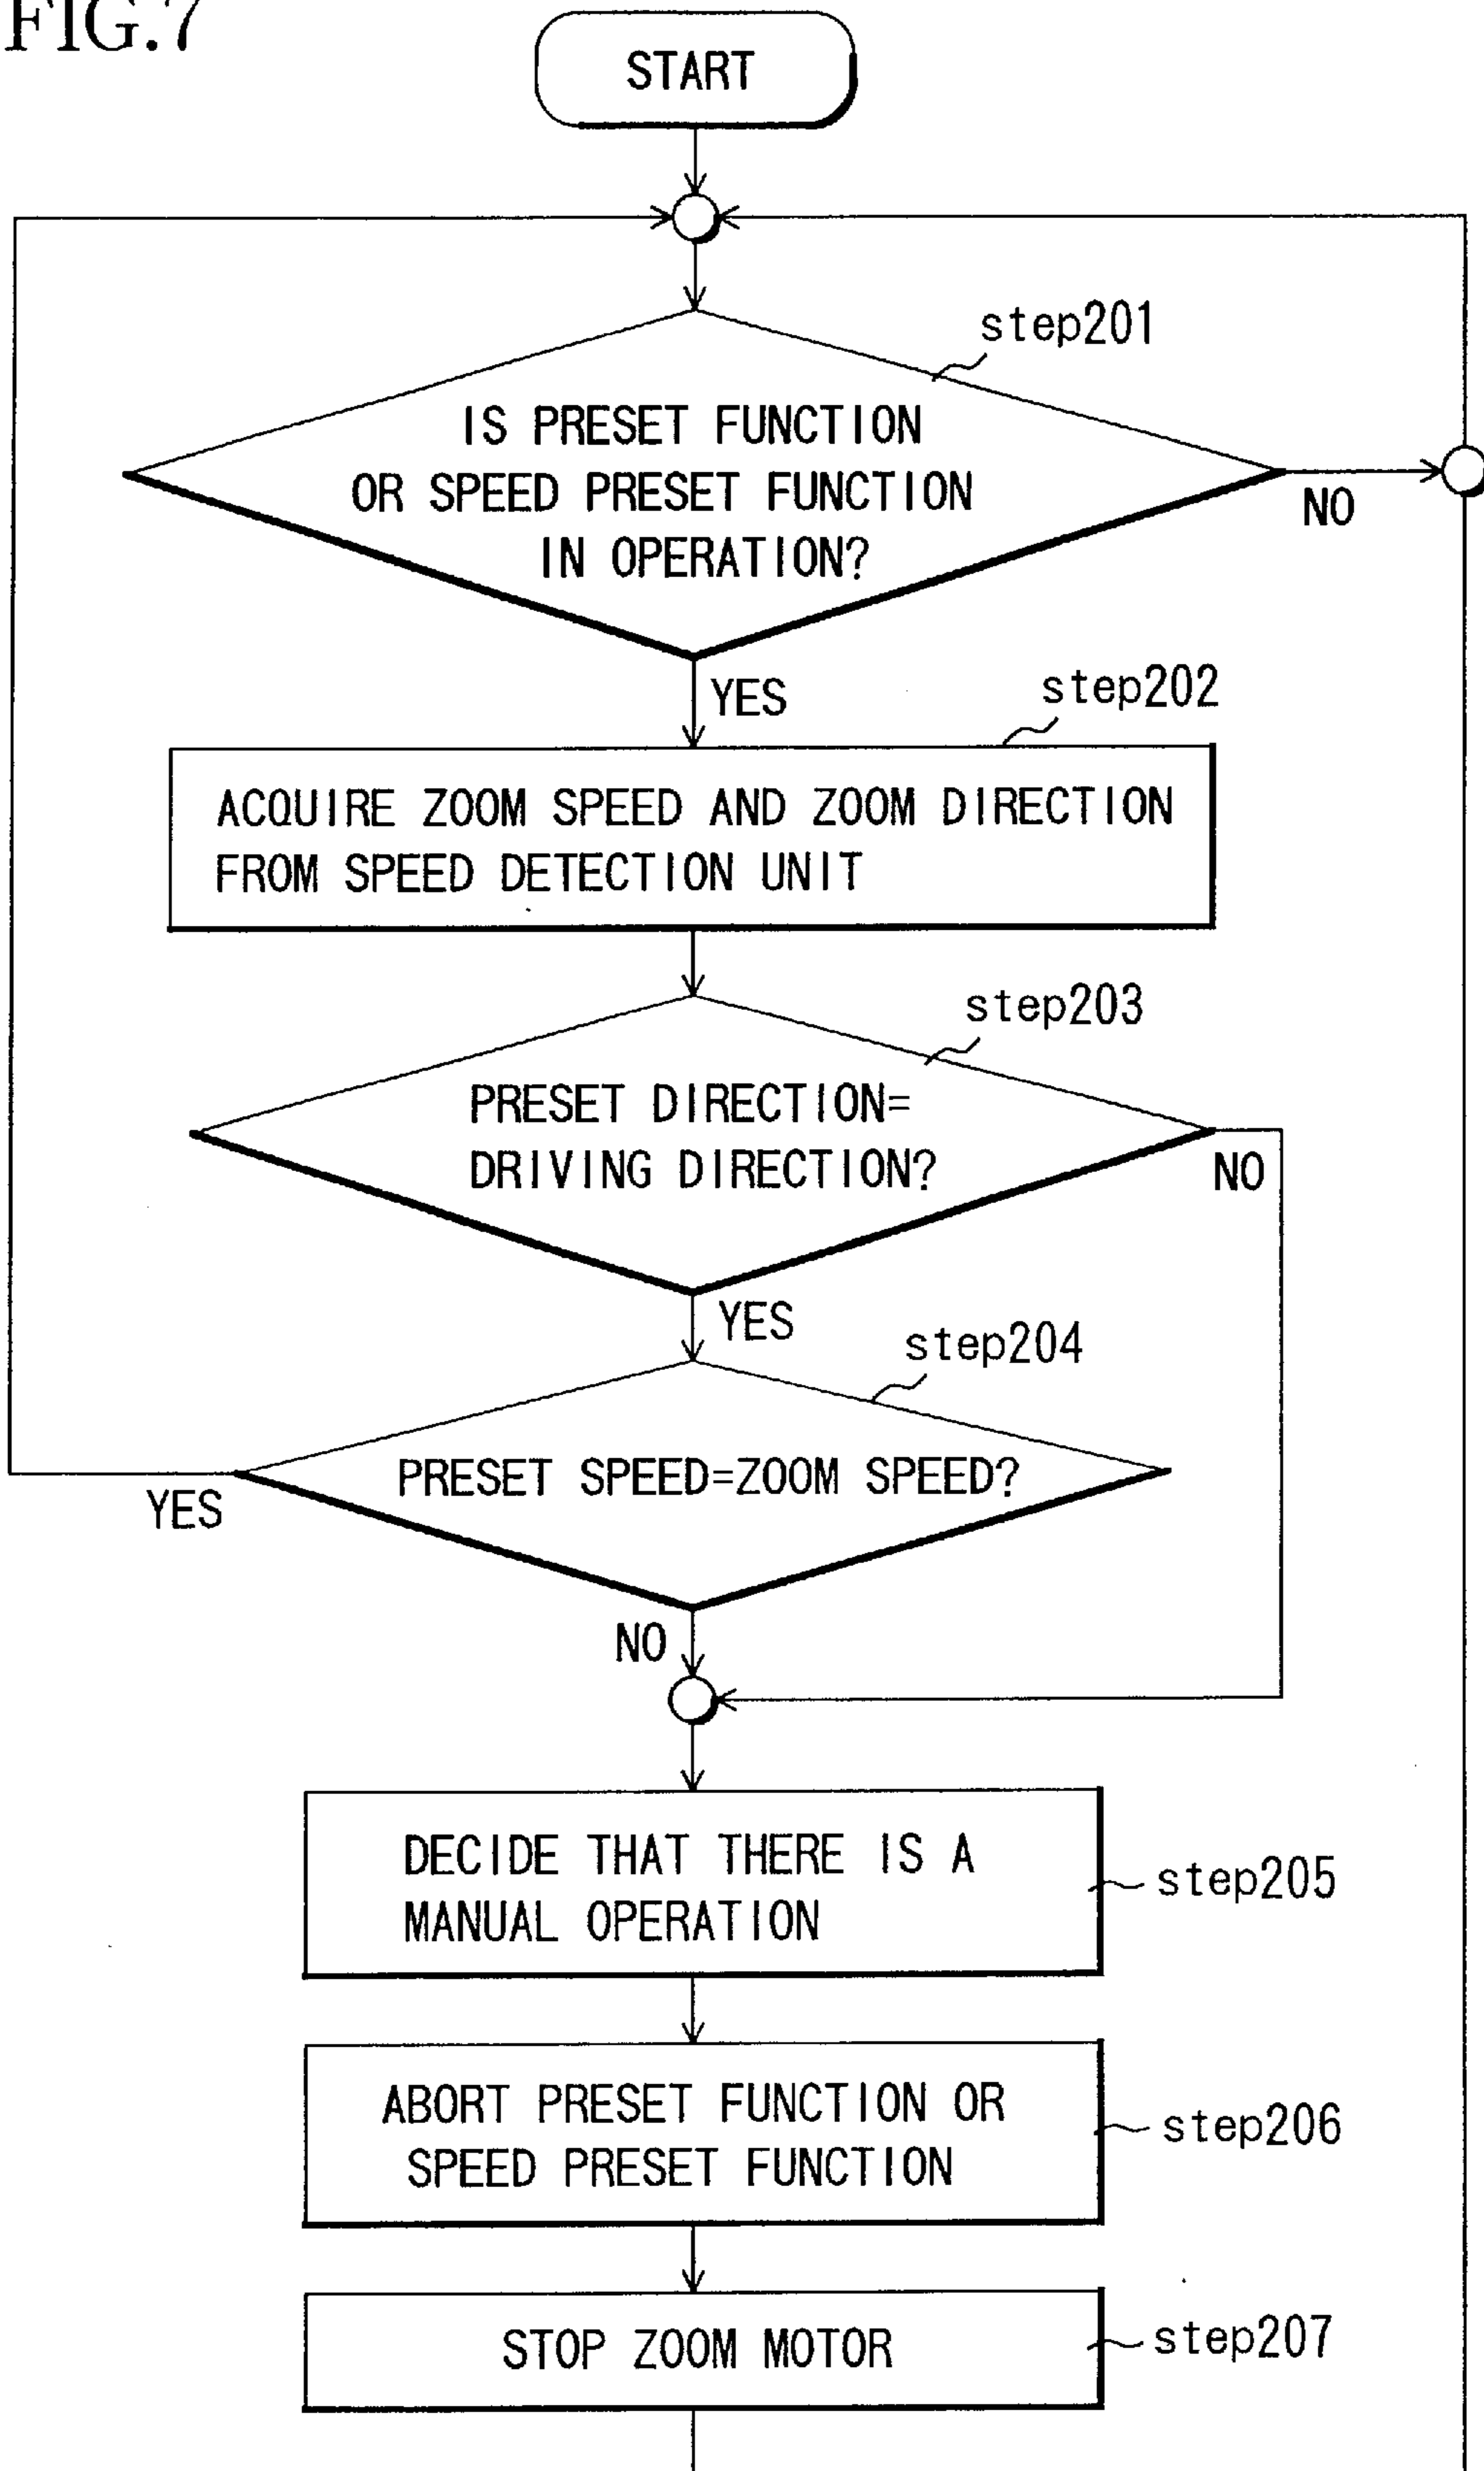 FIG.7
START
step201
IS PRESET FUNCTION
OR SPEED PRESET FUNCTION
IN OPERATION?
NO
YES
step202
ACQUIRE ZOOM SPEED AND ZOOM DIRECTION
FROM SPEED DETECTION UNIT
step203
PRESET DIRECTION=
DRIVING DIRECTION?
NO
YES
step204
PRESET SPEED=ZOOM SPEED?
YES
NO
DECIDE THAT THERE IS A
MANUAL OPERATION
step205
ABORT PRESET FUNCTION OR
SPEED PRESET FUNCTION
step206
STOP ZOOM MOTOR
step207